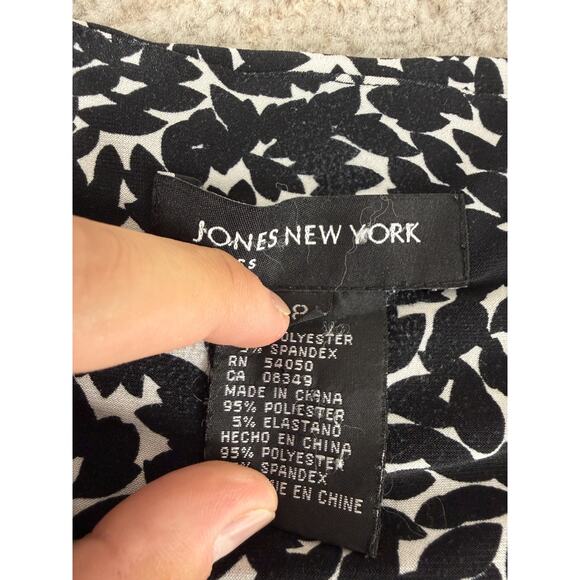 JONES NEW YORK
8
SPANDEX
RN 54050
CA 08349
MADE IN CHINA
95% POLIESTER
5% ELASTANO
HECHO EN CHINA
95% POLYESTER
SPANDEX
EN CHINE